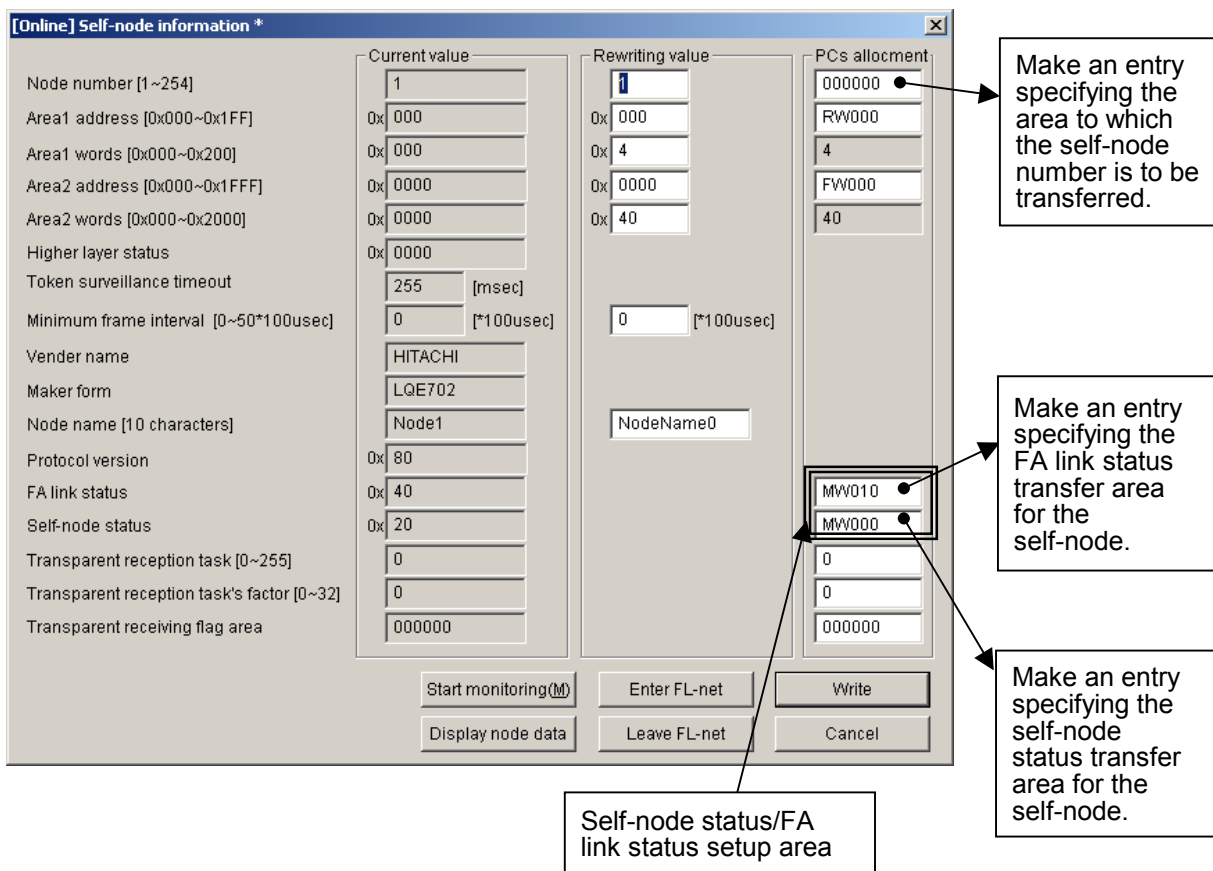 [Online] Self-node information *
Current value
Rewriting value
PCs allocment
Node number [1~254]
1
1
000000
Area1 address [0x000~0x1FF]
0x 000
0x 000
RW000
Area1 words [0x000~0x200]
0x 000
0x 4
4
Area2 address [0x000~0x1FFF]
0x 0000
0x 0000
FW000
Area2 words [0x000~0x2000]
0x 0000
0x 40
40
Higher layer status
0x 0000
Token surveillance timeout
255 [msec]
Minimum frame interval [0~50*100usec]
0 [*100usec]
0 [*100usec]
Vender name
HITACHI
Maker form
LQE702
Node name [10 characters]
Node1
NodeName0
Protocol version
0x 80
FA link status
0x 40
MW010
Self-node status
0x 20
MW000
Transparent reception task [0~255]
0
0
Transparent reception task's factor [0~32]
0
0
Transparent receiving flag area
000000
000000
Start monitoring(M)
Enter FL-net
Write
Display node data
Leave FL-net
Cancel
Make an entry
specifying the
area to which
the self-node
number is to be
transferred.
Make an entry
specifying the
FA link status
transfer area
for the
self-node.
Make an entry
specifying the
self-node
status transfer
area for the
self-node.
Self-node status/FA
link status setup area